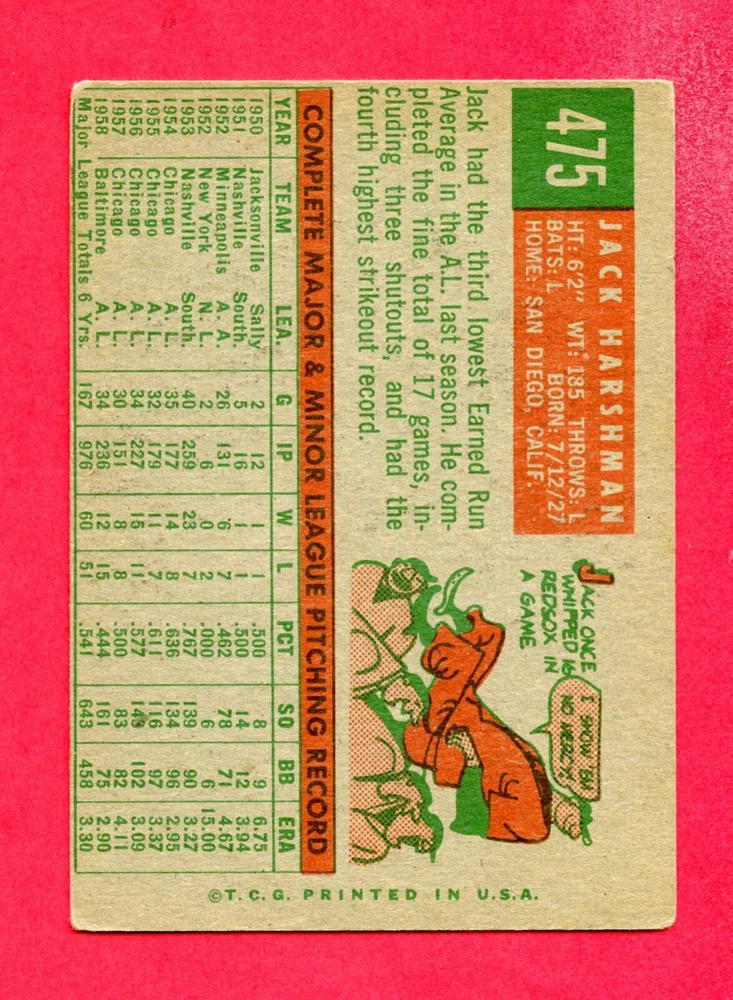 475
JACK HARSHMAN
HT: 6'2" WT: 185 THROWS: L
BATS: L BORN: 7/12/27
HOME: SAN DIEGO, CALIF.
Jack had the third lowest Earned Run
Average in the A.L. last season. He com-
pleted the fine total of 17 games, in-
cluding three shutouts, and had the
fourth highest strikeout record.
JACK ONCE
WHIPPED 16
REDSOX IN
A GAME
I SHOW 'EM
NO MERCY!
COMPLETE MAJOR & MINOR LEAGUE PITCHING RECORD
YEAR TEAM LEA. G IP W L PCT SO BB ERA
1950 Jacksonville Sally 2 12 1 1 .500 8 9 6.75
1951 Nashville South. 5 16 1 1 .500 14 12 3.94
1952 Minneapolis A. A. 26 131 6 7 .462 78 71 4.67
1952 New York N. L. 2 6 0 2 .000 6 6 15.00
1953 Nashville South. 40 259 23 7 .767 139 90 3.27
1954 Chicago A. L. 35 177 14 8 .636 134 96 2.95
1955 Chicago A. L. 32 179 11 7 .611 116 97 3.37
1956 Chicago A. L. 34 227 15 11 .577 143 102 3.09
1957 Chicago A. L. 30 151 8 8 .500 83 82 4.11
1958 Baltimore A. L. 34 236 12 15 .444 161 75 2.90
Major League Totals 6 Yrs. 167 976 60 51 .541 643 458 3.30
©T.C.G. PRINTED IN U.S.A.